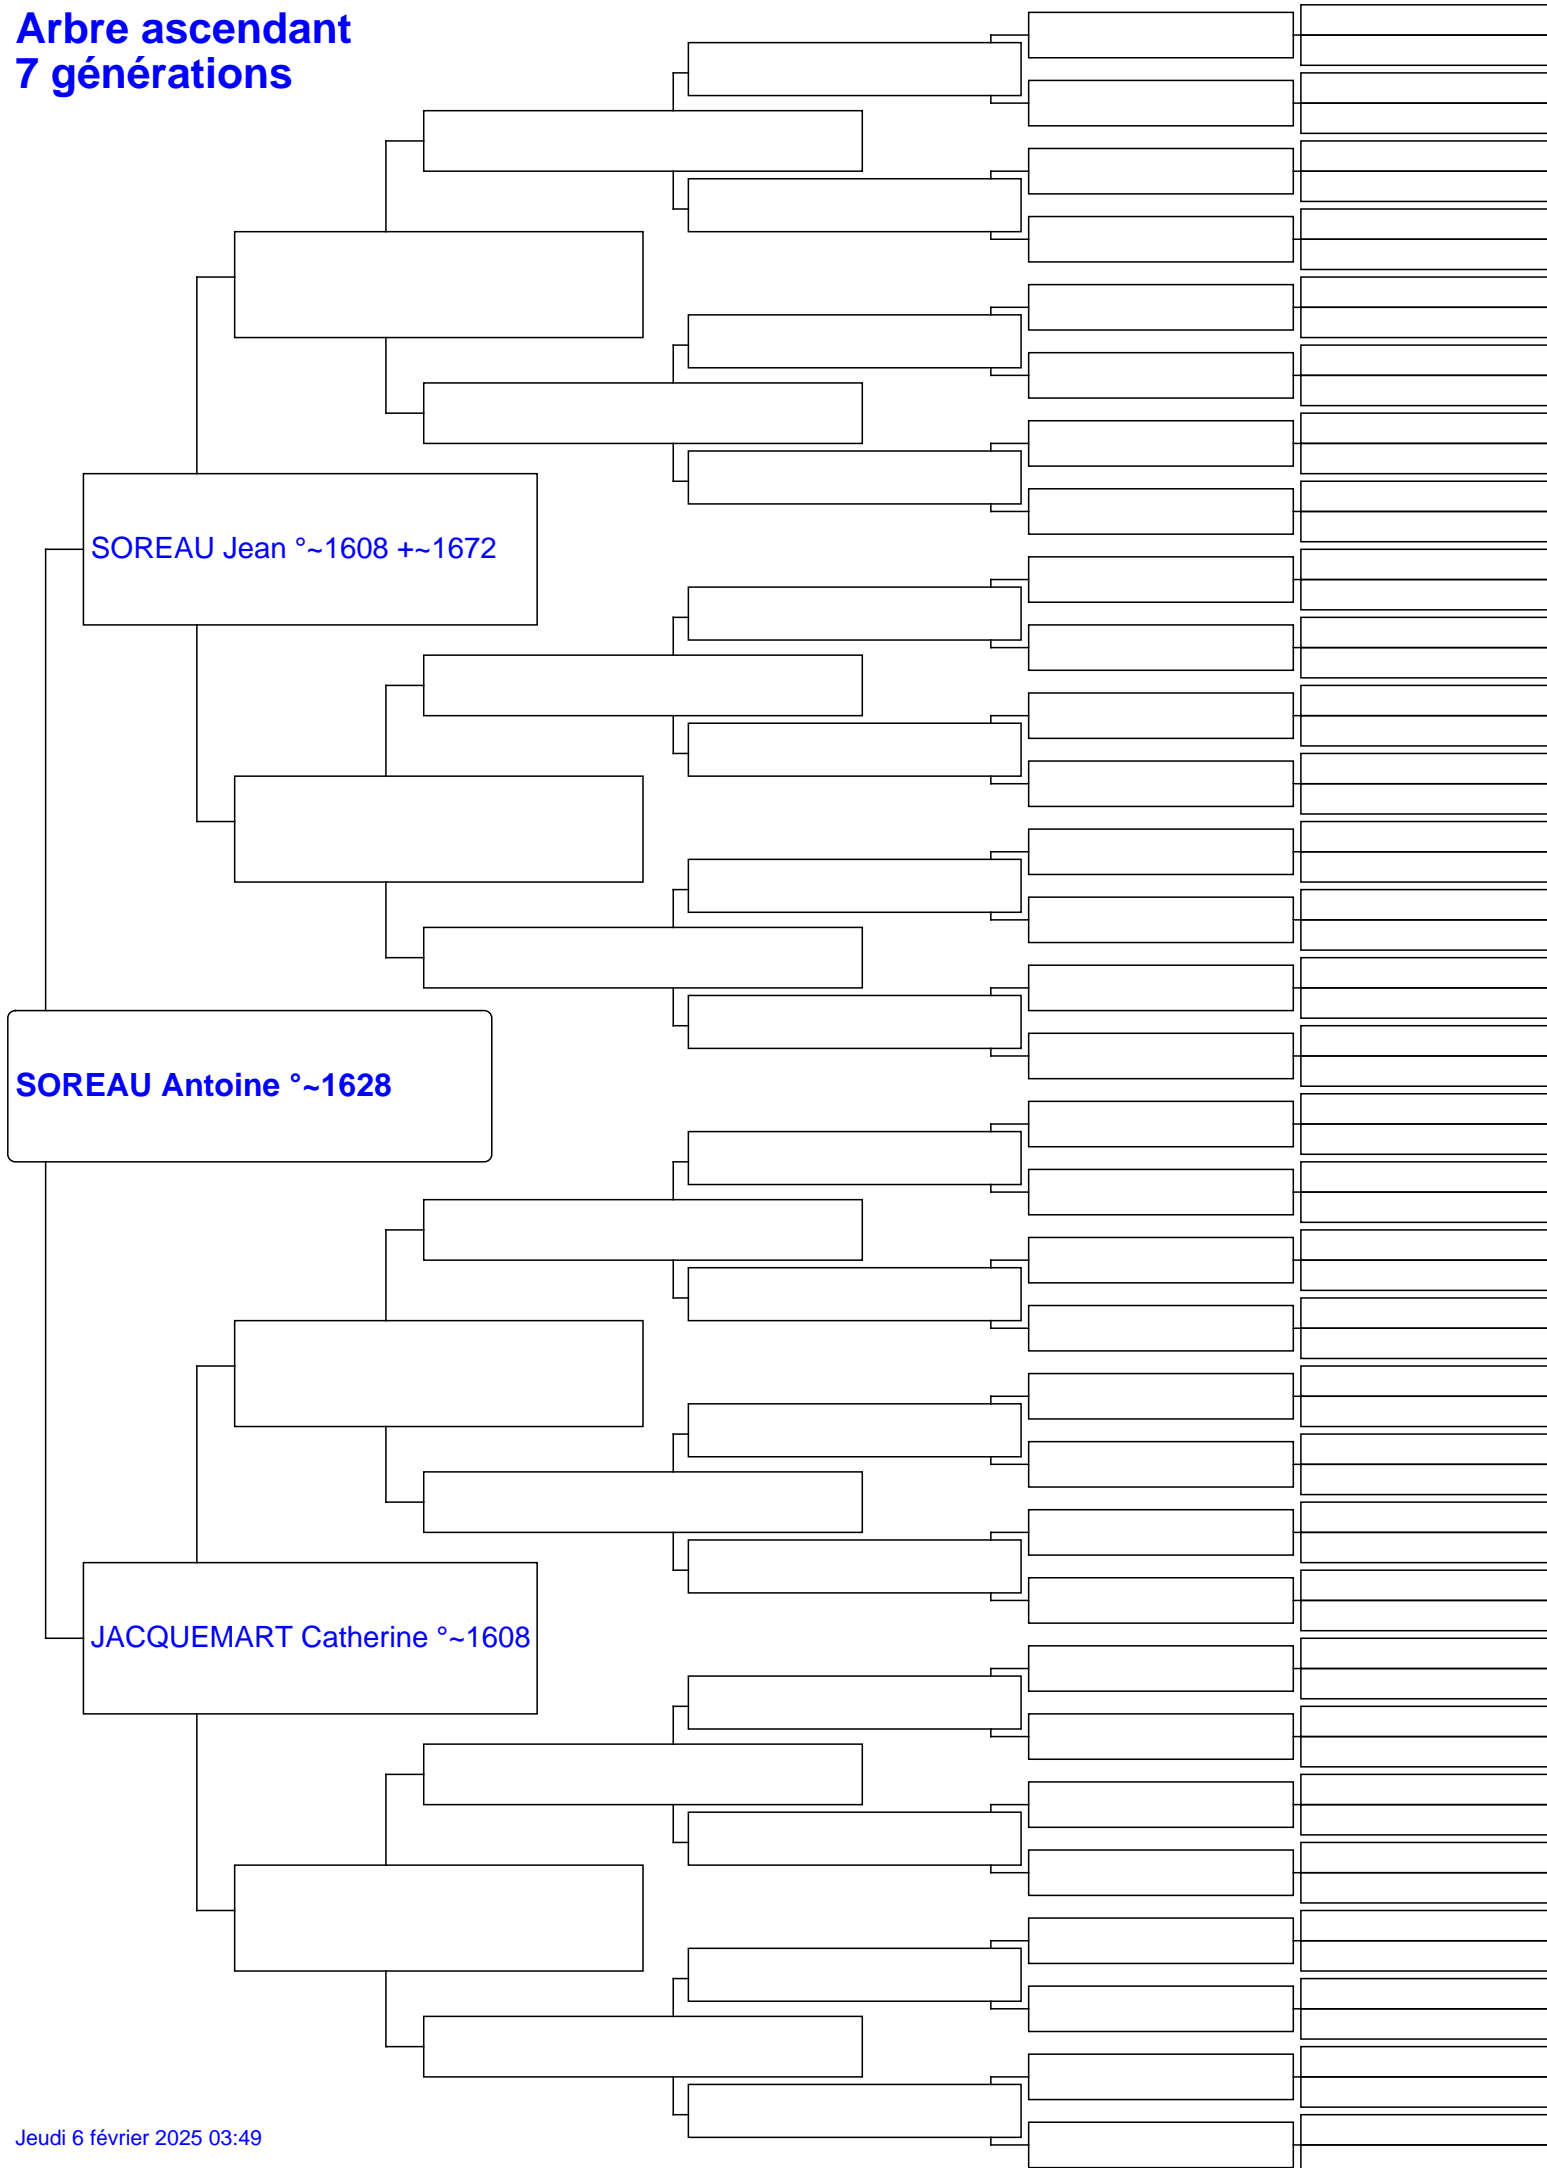 Arbre ascendant
7 générations
SOREAU Jean °~1608 +~1672
SOREAU Antoine °~1628
JACQUEMART Catherine °~1608
Jeudi 6 février 2025 03:49